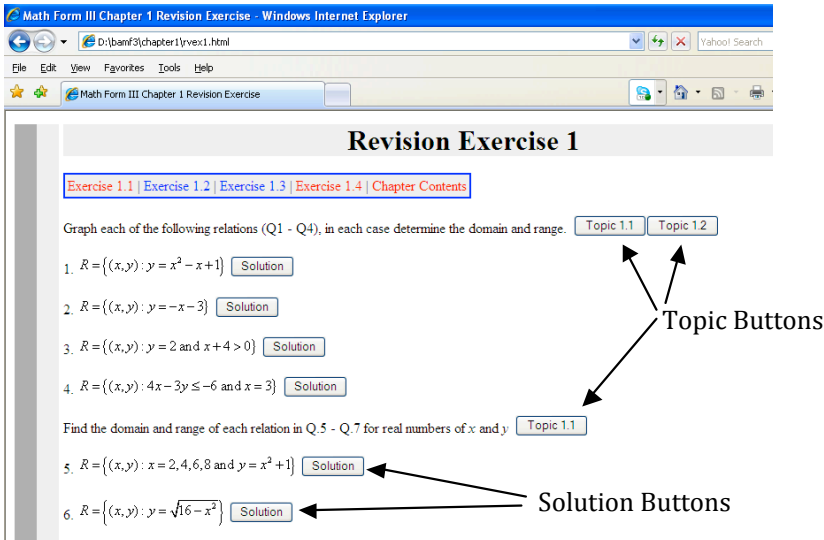 Math Form III Chapter 1 Revision Exercise - Windows Internet Explorer
D:\bamf3\chapter1\rvex1.html
Yahoo! Search
File Edit View Favorites Tools Help
Math Form III Chapter 1 Revision Exercise
Revision Exercise 1
Exercise 1.1 | Exercise 1.2 | Exercise 1.3 | Exercise 1.4 | Chapter Contents
Graph each of the following relations (Q1 - Q4), in each case determine the domain and range. Topic 1.1 Topic 1.2
1. R = {(x, y) : y = x² − x + 1} Solution
2. R = {(x, y) : y = −x − 3} Solution
Topic Buttons
3. R = {(x, y) : y = 2 and x + 4 > 0} Solution
4. R = {(x, y) : 4x − 3y ≤ −6 and x = 3} Solution
Find the domain and range of each relation in Q.5 - Q.7 for real numbers of x and y Topic 1.1
5. R = {(x, y) : x = 2, 4, 6, 8 and y = x² + 1} Solution
Solution Buttons
6. R = {(x, y) : y = √16 − x²} Solution